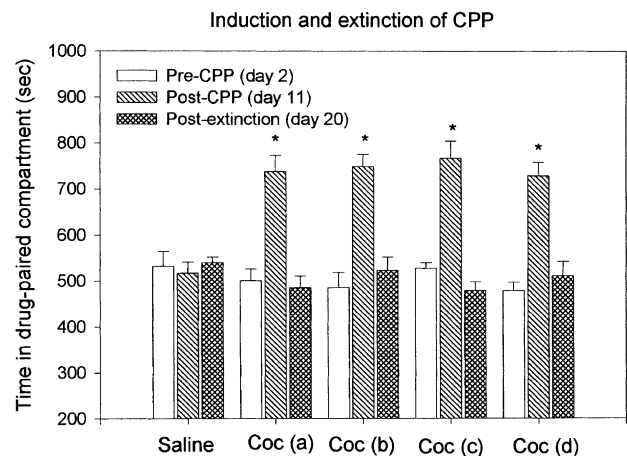 Induction and extinction of CPP
Time in drug-paired compartment (sec)
1000
900
800
700
600
500
400
300
200
Pre-CPP (day 2)
Post-CPP (day 11)
Post-extinction (day 20)
* * * *
Saline Coc (a) Coc (b) Coc (c) Coc (d)